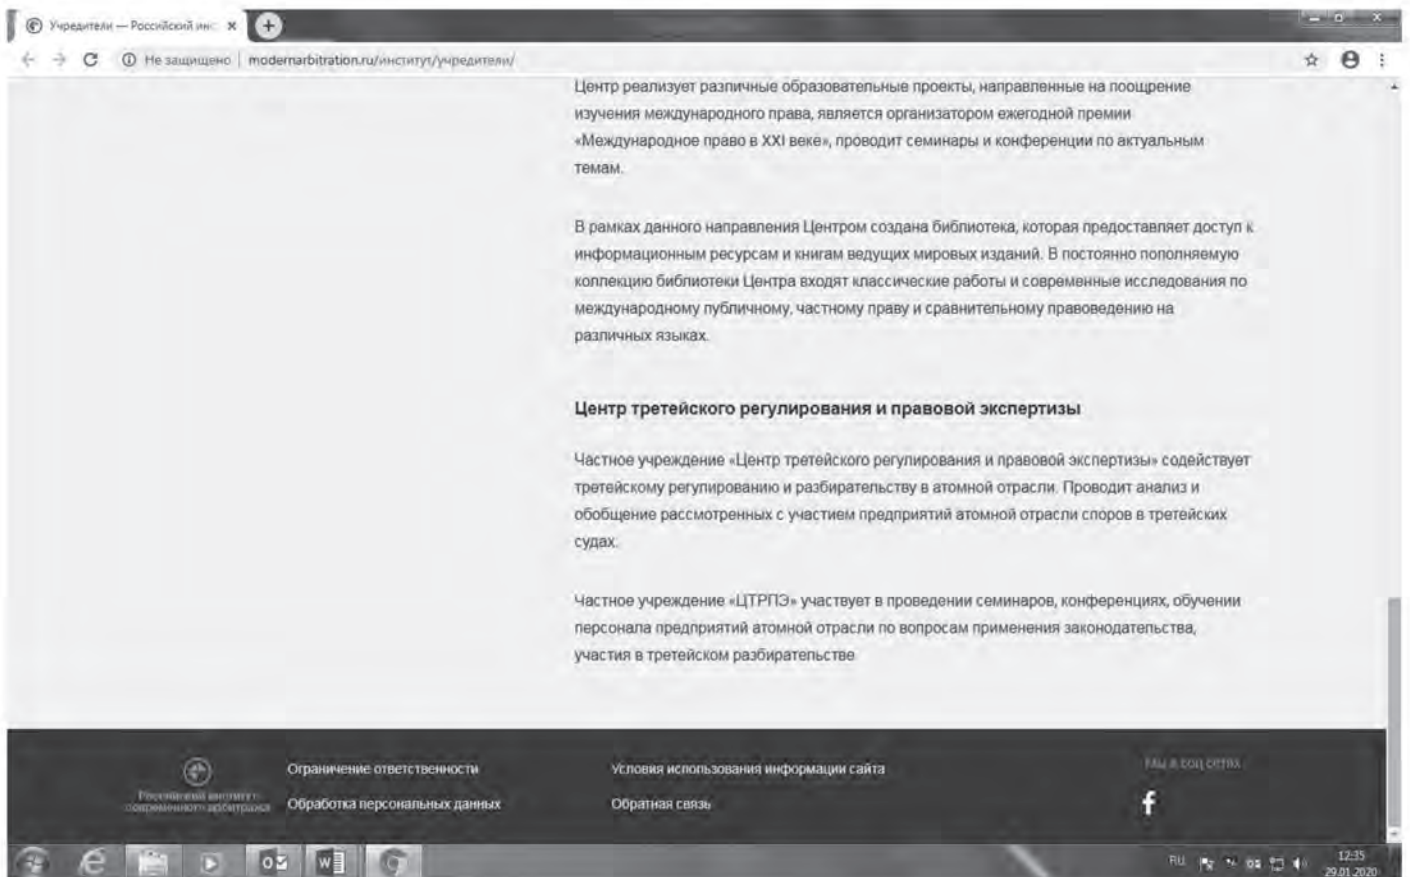 Учредители — Российский инс
Не защищено | modernarbitration.ru/институт/учредители/
Центр реализует различные образовательные проекты, направленные на поощрение
изучения международного права, является организатором ежегодной премии
«Международное право в XXI веке», проводит семинары и конференции по актуальным
темам.
В рамках данного направления Центром создана библиотека, которая предоставляет доступ к
информационным ресурсам и книгам ведущих мировых изданий. В постоянно пополняемую
коллекцию библиотеки Центра входят классические работы и современные исследования по
международному публичному, частному праву и сравнительному правоведению на
различных языках.
Центр третейского регулирования и правовой экспертизы
Частное учреждение «Центр третейского регулирования и правовой экспертизы» содействует
третейскому регулированию и разбирательству в атомной отрасли. Проводит анализ и
обобщение рассмотренных с участием предприятий атомной отрасли споров в третейских
судах.
Частное учреждение «ЦТРПЭ» участвует в проведении семинаров, конференциях, обучении
персонала предприятий атомной отрасли по вопросам применения законодательства,
участия в третейском разбирательстве
Российский институт
современного арбитража
Ограничение ответственности
Обработка персональных данных
Условия использования информации сайта
Обратная связь
Мы в соц сетях
f
RU
12:35
29.01.2020